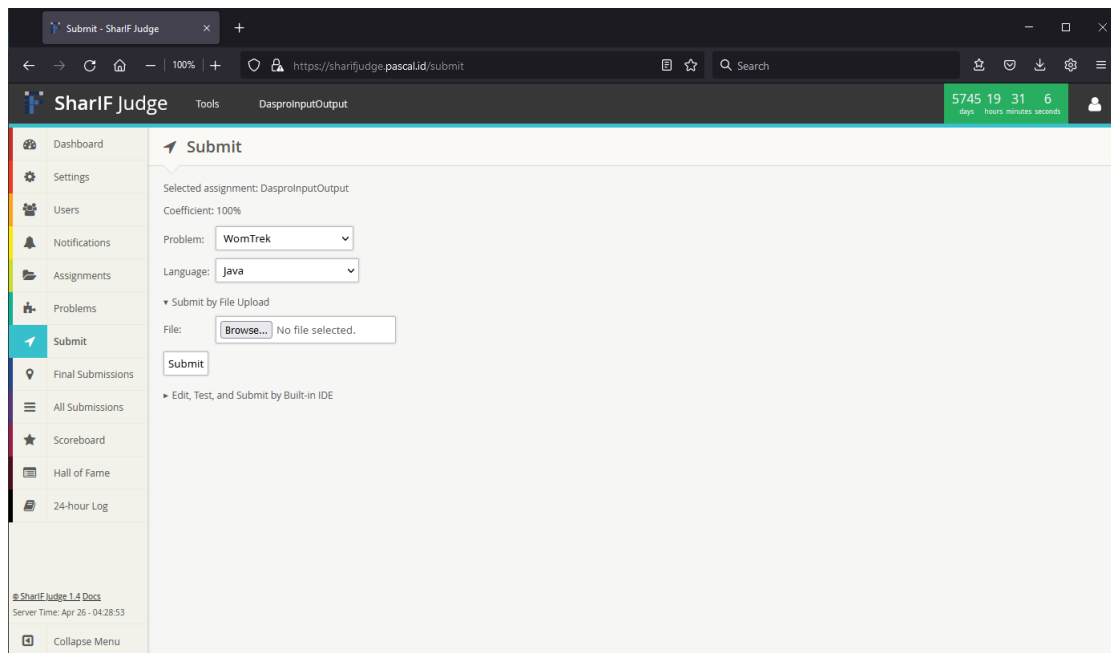 Submit - SharIF Judge
100%
https://sharifjudge.pascal.id/submit
Search
SharIF Judge
Tools
DasproInputOutput
5745 19 31 6
days hours minutes seconds
Dashboard
Settings
Users
Notifications
Assignments
Problems
Submit
Final Submissions
All Submissions
Scoreboard
Hall of Fame
24-hour Log
© SharIF Judge 1.4 Docs
Server Time: Apr 26 - 04:28:53
Collapse Menu
Submit
Selected assignment: DasproInputOutput
Coefficient: 100%
Problem: WomTrek
Language: Java
▾ Submit by File Upload
File: Browse... No file selected.
Submit
▸ Edit, Test, and Submit by Built-in IDE